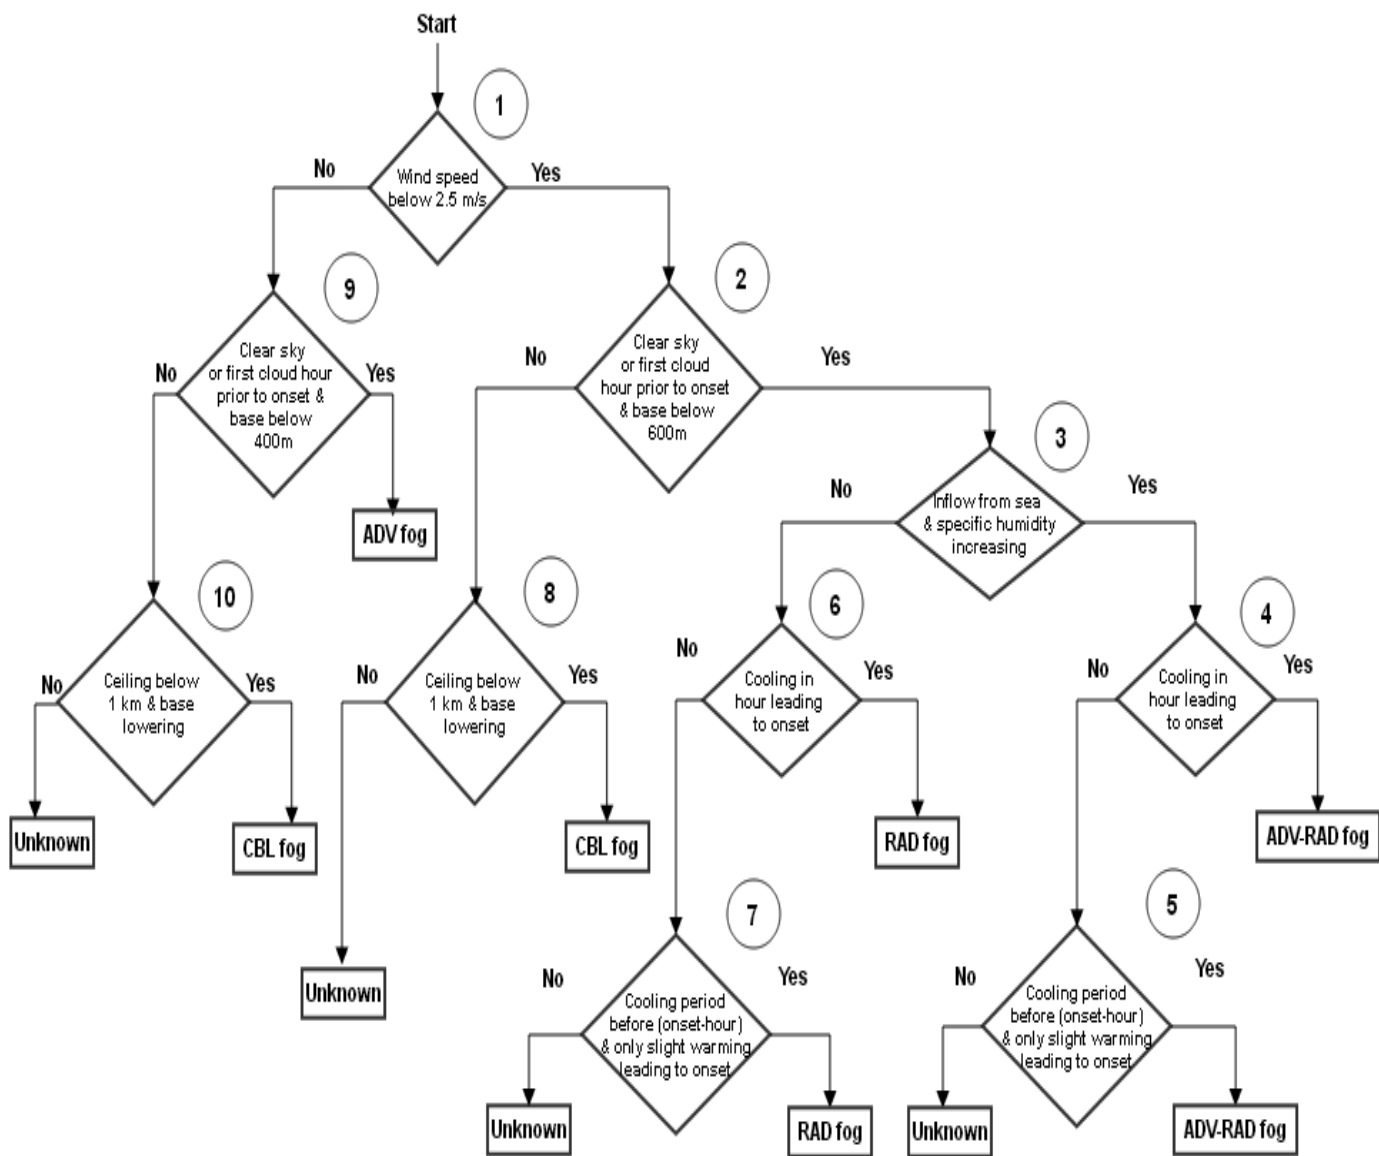 Start
1
Wind speed
below 2.5 m/s
No
Yes
9
Clear sky
or first cloud hour
prior to onset &
base below
400m
No
Yes
ADV fog
2
Clear sky
or first cloud
hour prior to onset
& base below
600m
No
Yes
3
Inflow from sea
& specific humidity
increasing
No
Yes
10
Ceiling below
1 km & base
lowering
No
Yes
Unknown
CBL fog
8
Ceiling below
1 km & base
lowering
No
Yes
Unknown
CBL fog
6
Cooling in
hour leading
to onset
No
Yes
RAD fog
4
Cooling in
hour leading
to onset
No
Yes
ADV-RAD fog
7
Cooling period
before (onset-hour)
& only slight warming
leading to onset
No
Yes
Unknown
RAD fog
5
Cooling period
before (onset-hour)
& only slight warming
leading to onset
No
Yes
Unknown
ADV-RAD fog